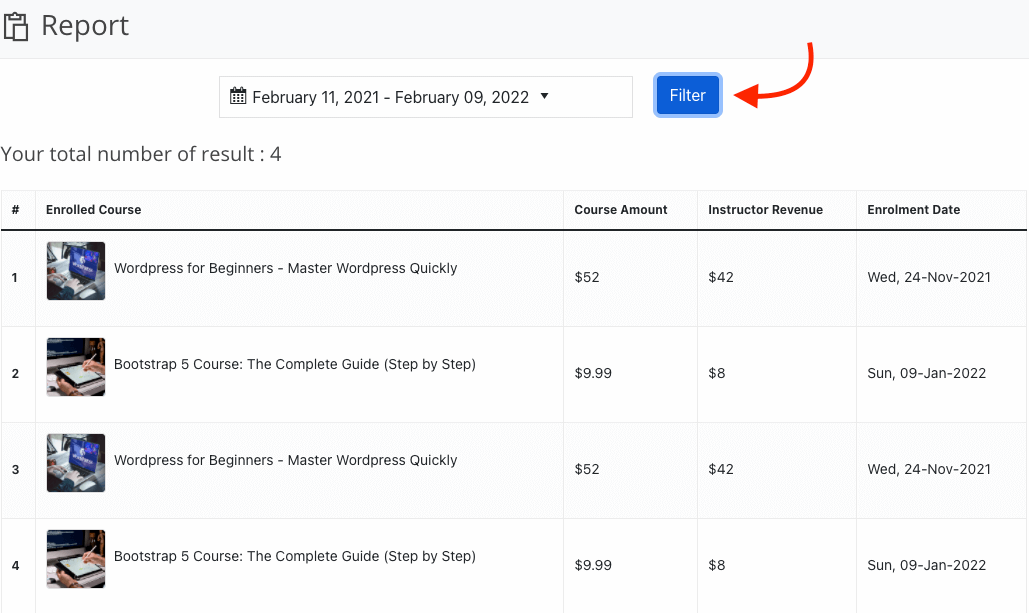 Report
February 11, 2021 - February 09, 2022
Filter
Your total number of result : 4
# Enrolled Course Course Amount Instructor Revenue Enrolment Date
1 Wordpress for Beginners - Master Wordpress Quickly $52 $42 Wed, 24-Nov-2021
2 Bootstrap 5 Course: The Complete Guide (Step by Step) $9.99 $8 Sun, 09-Jan-2022
3 Wordpress for Beginners - Master Wordpress Quickly $52 $42 Wed, 24-Nov-2021
4 Bootstrap 5 Course: The Complete Guide (Step by Step) $9.99 $8 Sun, 09-Jan-2022